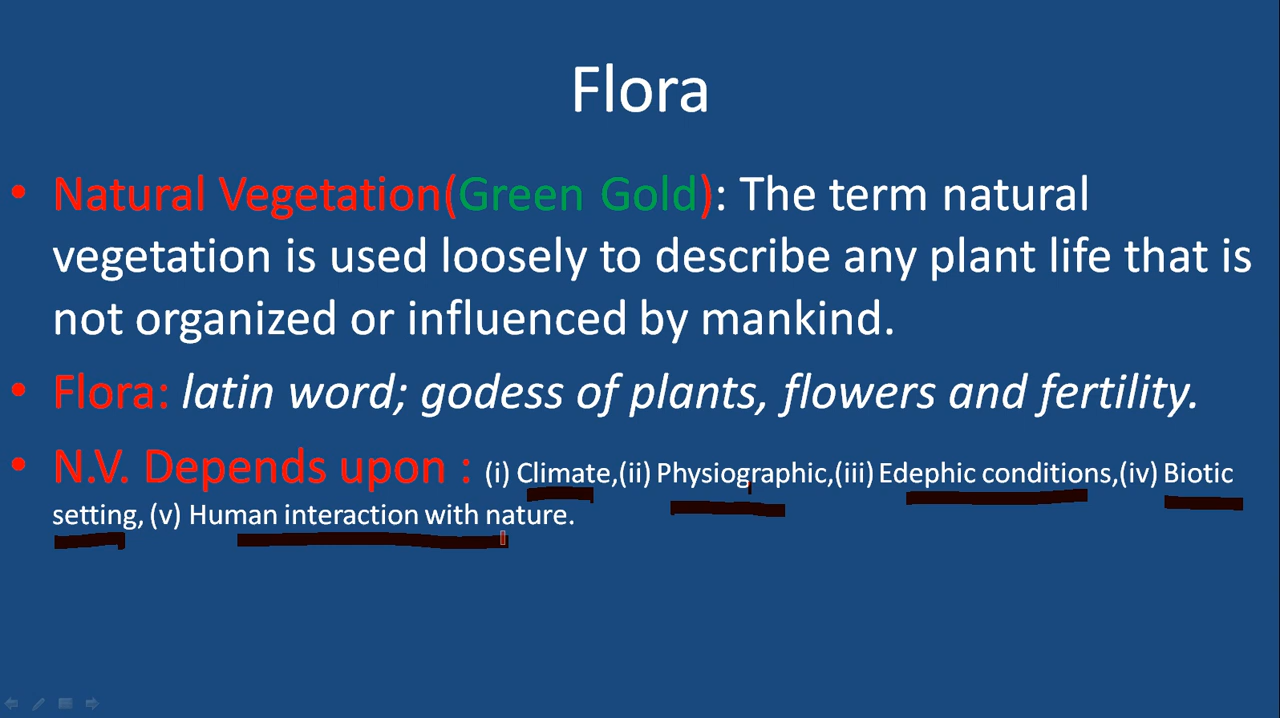 Flora
• Natural Vegetation(Green Gold): The term natural
vegetation is used loosely to describe any plant life that is
not organized or influenced by mankind.
• Flora: latin word; godess of plants, flowers and fertility.
• N.V. Depends upon : (i) Climate,(ii) Physiographic,(iii) Edephic conditions,(iv) Biotic
setting, (v) Human interaction with nature.